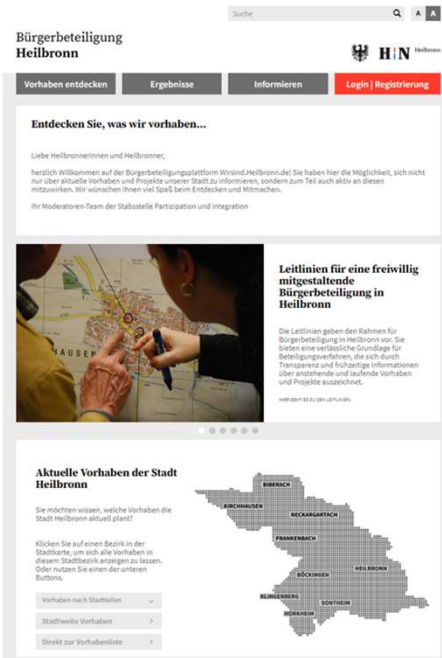 Suche
A A
Bürgerbeteiligung
Heilbronn
H|N Heilbronn
Vorhaben entdecken
Ergebnisse
Informieren
Login | Registrierung
Entdecken Sie, was wir vorhaben...
Liebe HeilbronnerInnen und Heilbronner,
herzlich Willkommen auf der Bürgerbeteiligungsplattform Wirsind.Heilbronn.de! Sie haben hier die Möglichkeit, sich nicht
nur über aktuelle Vorhaben und Projekte unserer Stadt zu informieren, sondern zum Teil auch aktiv an diesen
mitzuwirken. Wir wünschen Ihnen viel Spaß beim Entdecken und Mitmachen.
Ihr Moderatoren-Team der Stabsstelle Partizipation und Integration
HAUSEN
Leitlinien für eine freiwillig
mitgestaltende
Bürgerbeteiligung in
Heilbronn
Die Leitlinien geben den Rahmen für
Bürgerbeteiligung in Heilbronn vor. Sie
bieten eine verlässliche Grundlage für
Beteiligungsverfahren, die sich durch
Transparenz und frühzeitige Informationen
über anstehende und laufende Vorhaben
und Projekte auszeichnet.
HIER GEHT ES ZU DEN LEITLINIEN.
Aktuelle Vorhaben der Stadt
Heilbronn
Sie möchten wissen, welche Vorhaben die
Stadt Heilbronn aktuell plant?
Klicken Sie auf einen Bezirk in der
Stadtkarte, um sich alle Vorhaben in
diesem Stadtbezirk anzeigen zu lassen.
Oder nutzen Sie einen der unteren
Buttons.
Vorhaben nach Stadtteilen
Stadtweite Vorhaben
Direkt zur Vorhabenliste
BIBERACH
KIRCHHAUSEN
NECKARGARTACH
FRANKENBACH
HEILBRONN
BÖCKINGEN
KLINGENBERG
SONTHEIM
HORKHEIM